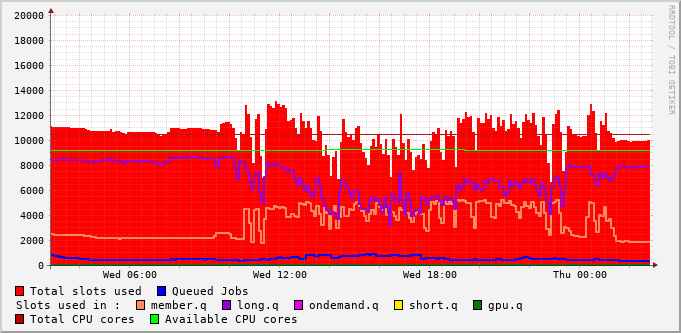 RRDTOOL / TOBI OETIKER
20000
18000
16000
14000
12000
10000
8000
6000
4000
2000
0
Wed 06:00 Wed 12:00 Wed 18:00 Thu 00:00
Total slots used Queued Jobs
Slots used in : member.q long.q ondemand.q short.q gpu.q
Total CPU cores Available CPU cores